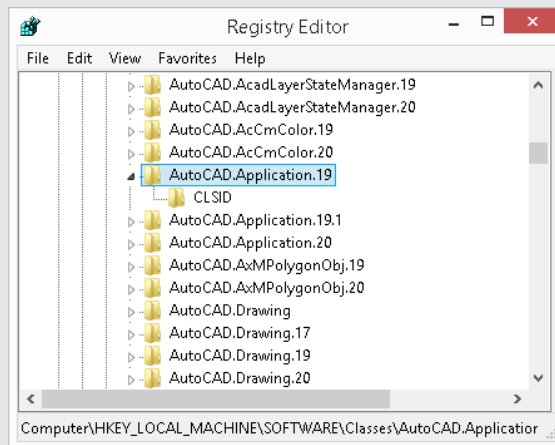 Registry Editor
File Edit View Favorites Help
AutoCAD.AcadLayerStateManager.19
AutoCAD.AcadLayerStateManager.20
AutoCAD.AcCmColor.19
AutoCAD.AcCmColor.20
AutoCAD.Application.19
CLSID
AutoCAD.Application.19.1
AutoCAD.Application.20
AutoCAD.AxMPolygonObj.19
AutoCAD.AxMPolygonObj.20
AutoCAD.Drawing
AutoCAD.Drawing.17
AutoCAD.Drawing.19
AutoCAD.Drawing.20
Computer\HKEY_LOCAL_MACHINE\SOFTWARE\Classes\AutoCAD.Applicatior